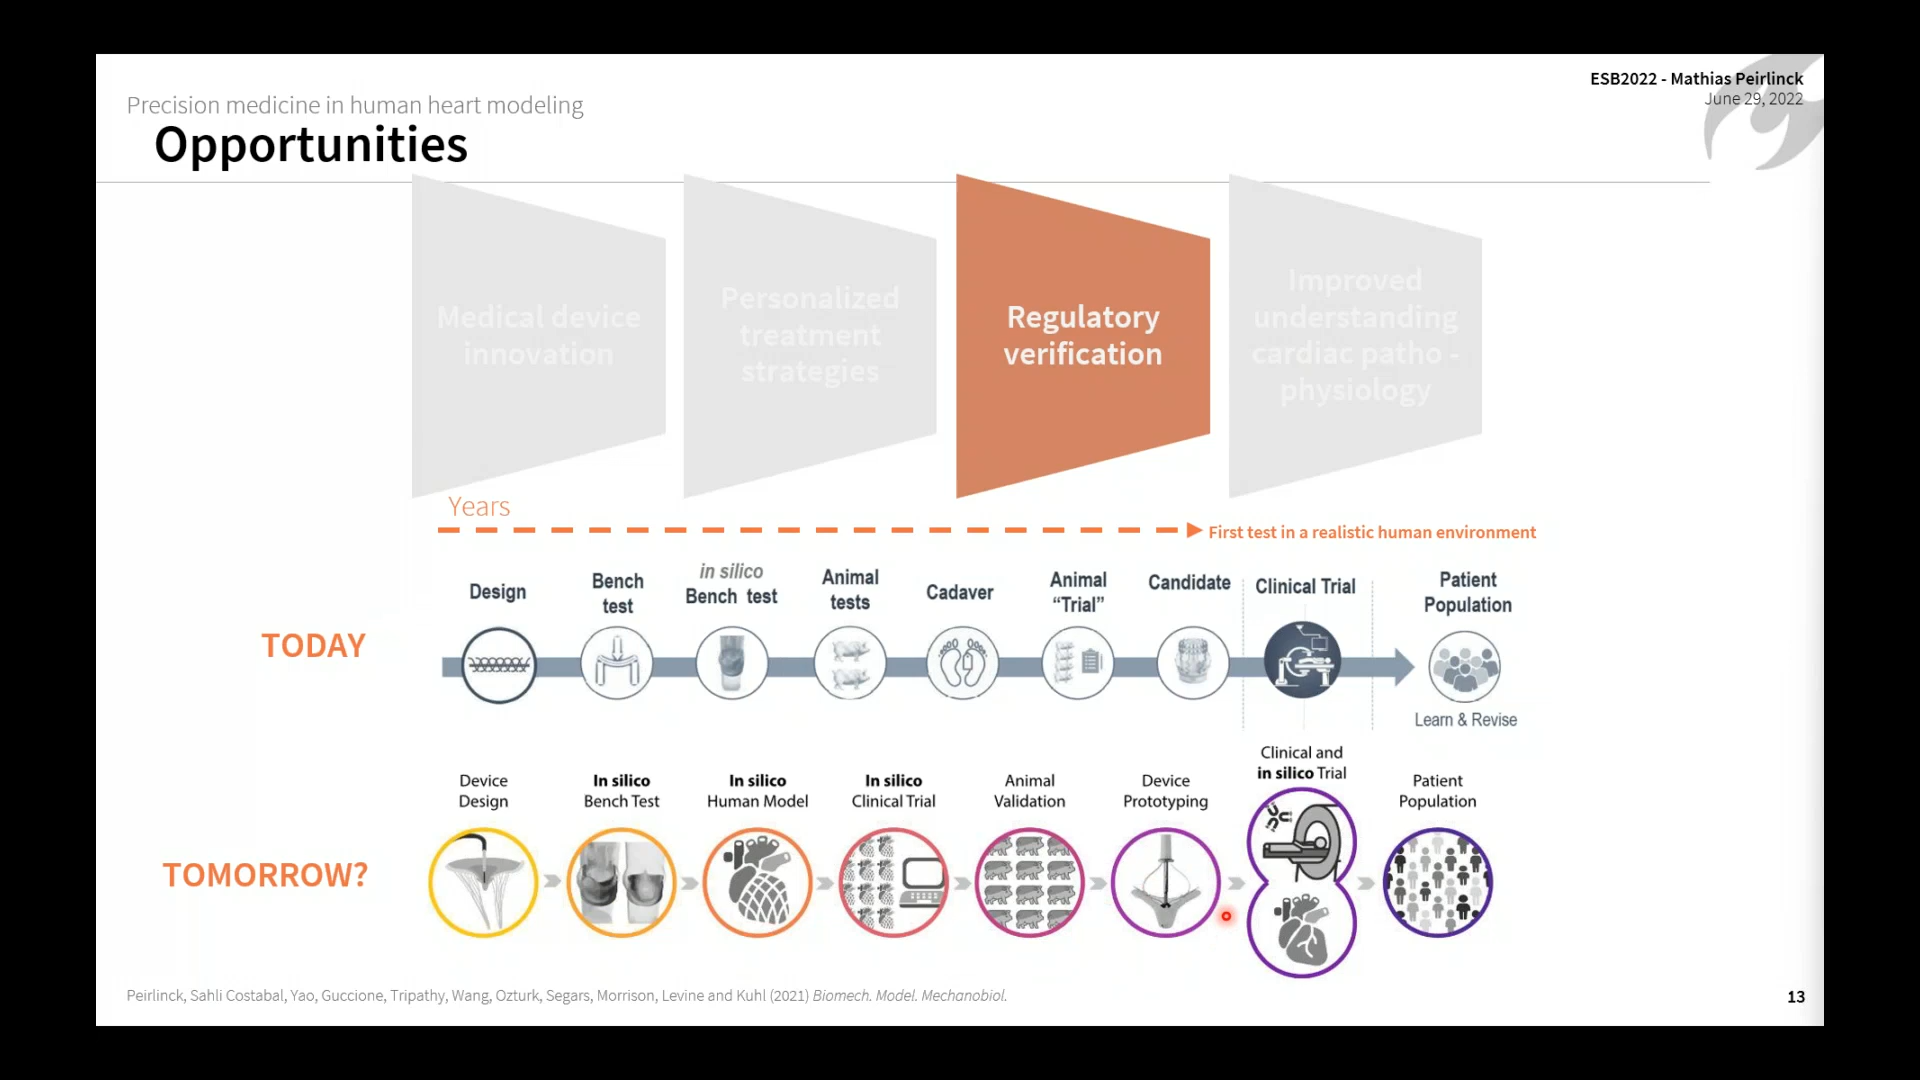 ESB2022 - Mathias Peirlinck
June 29, 2022
Precision medicine in human heart modeling
Opportunities
Medical device
innovation
Personalized
treatment
strategies
Regulatory
verification
Improved
understanding
cardiac patho -
physiology
Years
First test in a realistic human environment
TODAY
Design
Bench
test
in silico
Bench test
Animal
tests
Cadaver
Animal
“Trial”
Candidate
Clinical Trial
Patient
Population
Learn & Revise
TOMORROW?
Device
Design
In silico
Bench Test
In silico
Human Model
In silico
Clinical Trial
Animal
Validation
Device
Prototyping
Clinical and
in silico Trial
Patient
Population
Peirlinck, Sahli Costabal, Yao, Guccione, Tripathy, Wang, Ozturk, Segars, Morrison, Levine and Kuhl (2021) Biomech. Model. Mechanobiol.
13